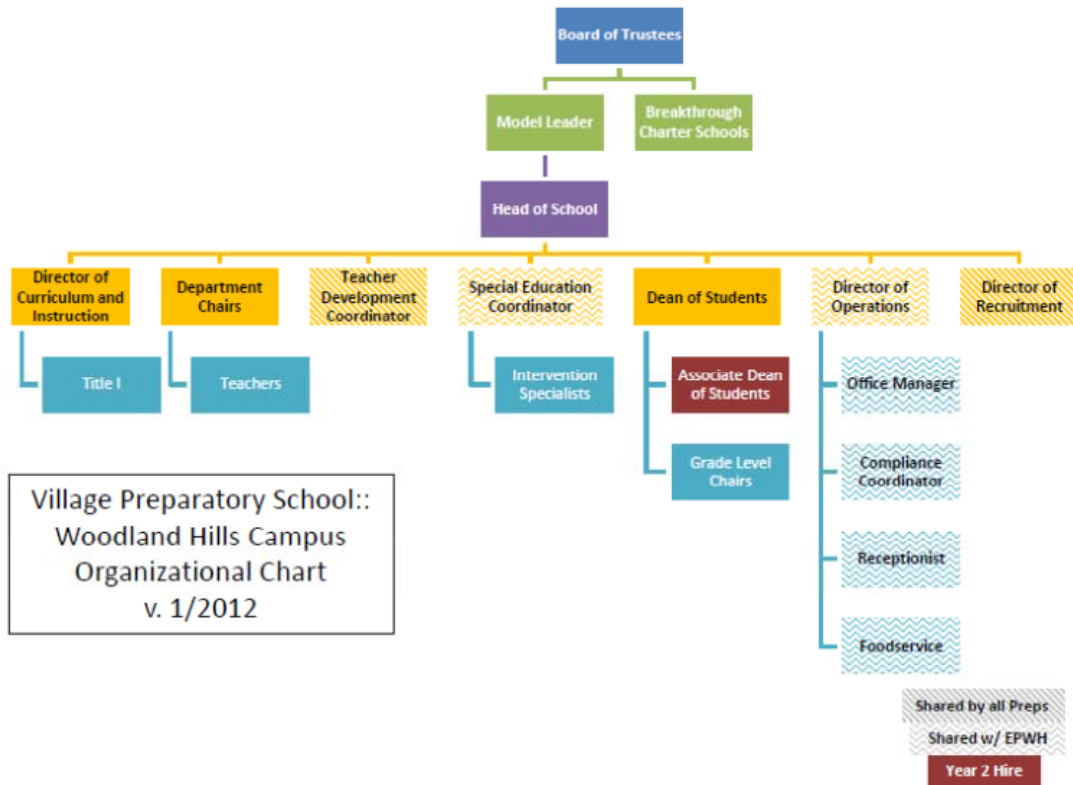 Board of Trustees
Model Leader
Breakthrough
Charter Schools
Head of School
Director of
Curriculum and
Instruction
Department
Chairs
Teacher
Development
Coordinator
Special Education
Coordinator
Dean of Students
Director of
Operations
Director of
Recruitment
Title I
Teachers
Intervention
Specialists
Associate Dean
of Students
Office Manager
Grade Level
Chairs
Compliance
Coordinator
Receptionist
Foodservice
Village Preparatory School::
Woodland Hills Campus
Organizational Chart
v. 1/2012
Shared by all Preps
Shared w/ EPWH
Year 2 Hire